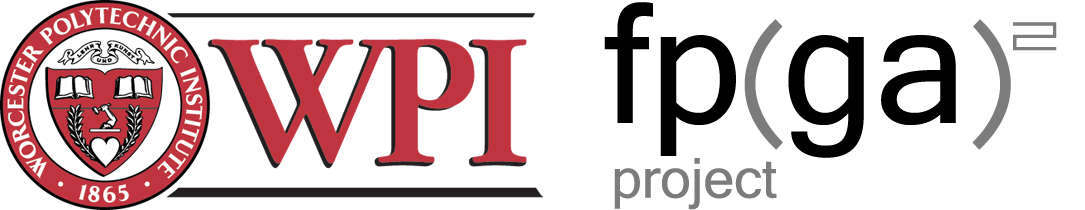 WORCESTER POLYTECHNIC INSTITUTE
LEHR UND KUNST
· 1865 ·
WPI
fp(ga)²
project